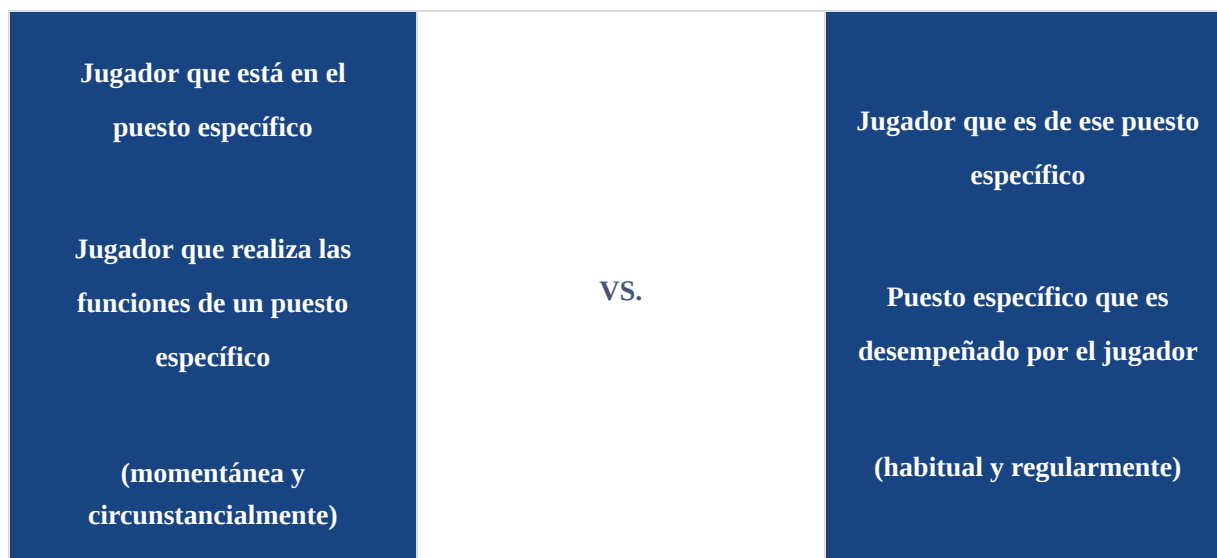 Jugador que está en el
puesto específico
Jugador que realiza las
funciones de un puesto
específico
(momentánea y
circunstancialmente)
VS.
Jugador que es de ese puesto
específico
Puesto específico que es
desempeñado por el jugador
(habitual y regularmente)